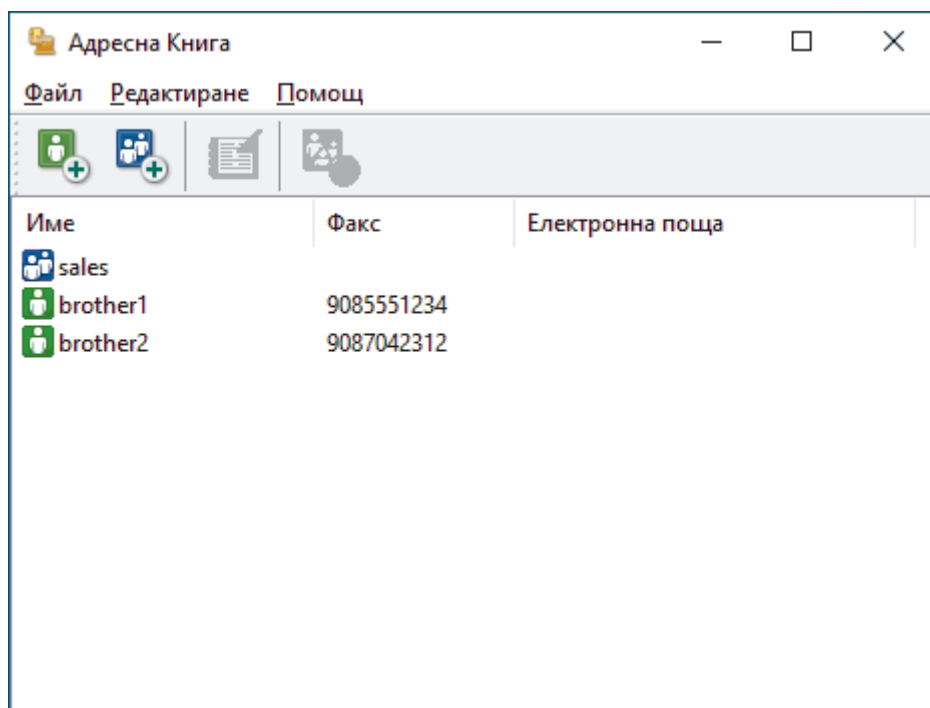 Адресна Книга
Файл Редактиране Помощ
Име Факс Електронна поща
sales
brother1 9085551234
brother2 9087042312